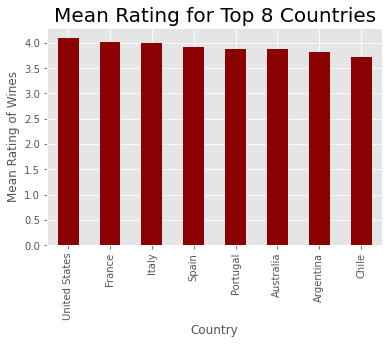 Mean Rating for Top 8 Countries
Mean Rating of Wines
4.0
3.5
3.0
2.5
2.0
1.5
1.0
0.5
0.0
United States
France
Italy
Spain
Portugal
Australia
Argentina
Chile
Country